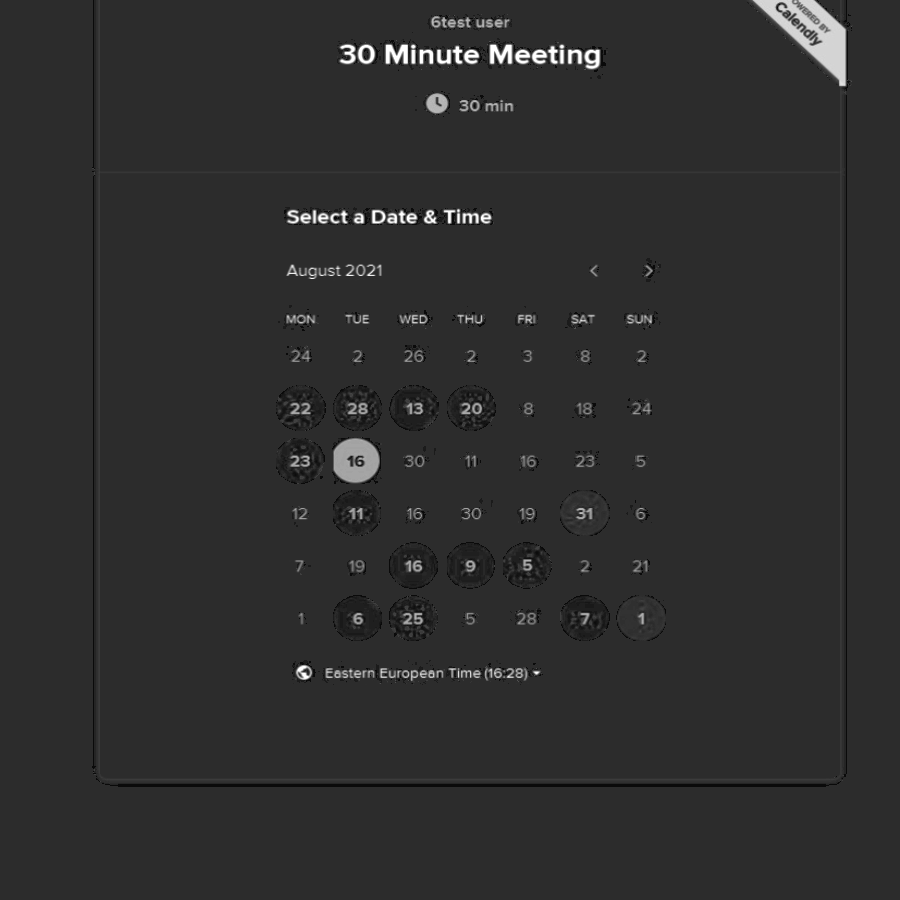 6test user
POWERED BY
Calendly
30 Minute Meeting
30 min
Select a Date & Time
August 2021
MON TUE WED THU FRI SAT SUN
24 2 26 2 3 8 2
22 28 13 20 8 18 24
23 16 30 11 16 23 5
12 11 16 30 19 31 6
7 19 16 9 5 2 21
1 6 25 5 28 7 1
Eastern European Time (16:28)